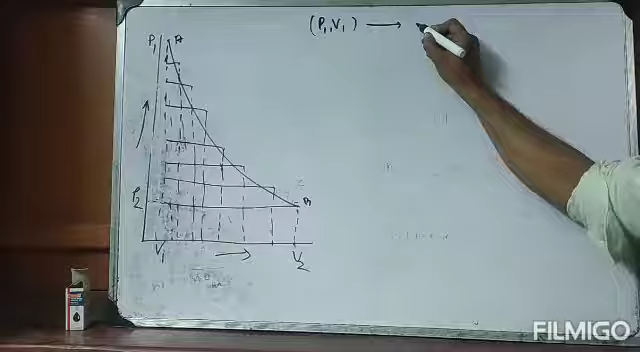 (P₁, V₁) ⟶
P₁ A
P₂
V₁ ⟶ V₂
FILMIGO